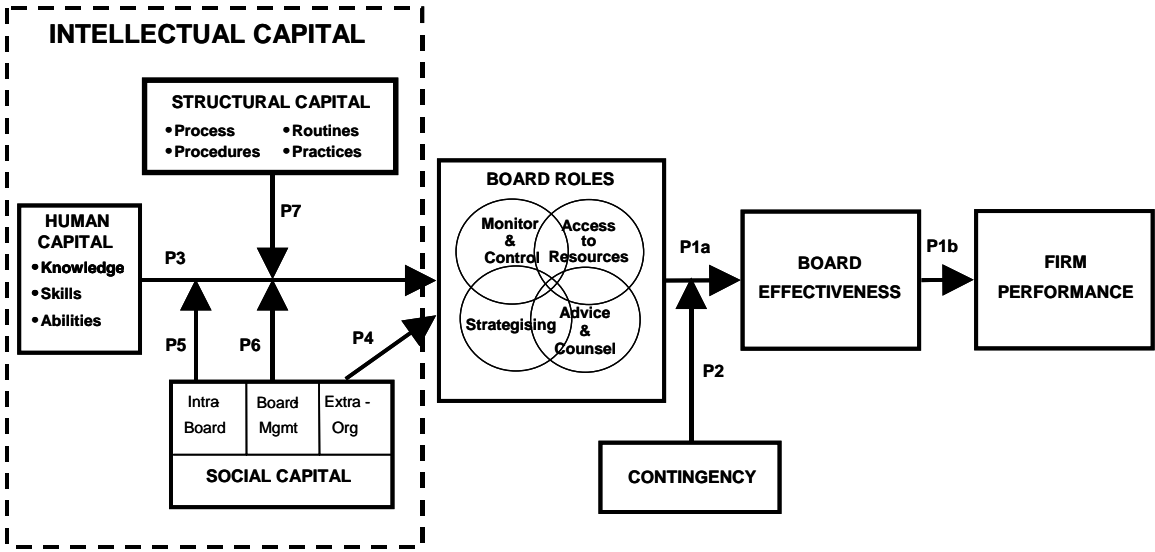 INTELLECTUAL CAPITAL
STRUCTURAL CAPITAL
•Process •Routines
•Procedures •Practices
P7
HUMAN
CAPITAL
•Knowledge
•Skills
•Abilities
P3
P5
P6
P4
Intra
Board
Board
Mgmt
Extra -
Org
SOCIAL CAPITAL
BOARD ROLES
Monitor
&
Control
Access
to
Resources
Strategising
Advice
&
Counsel
P1a
P2
CONTINGENCY
BOARD
EFFECTIVENESS
P1b
FIRM
PERFORMANCE